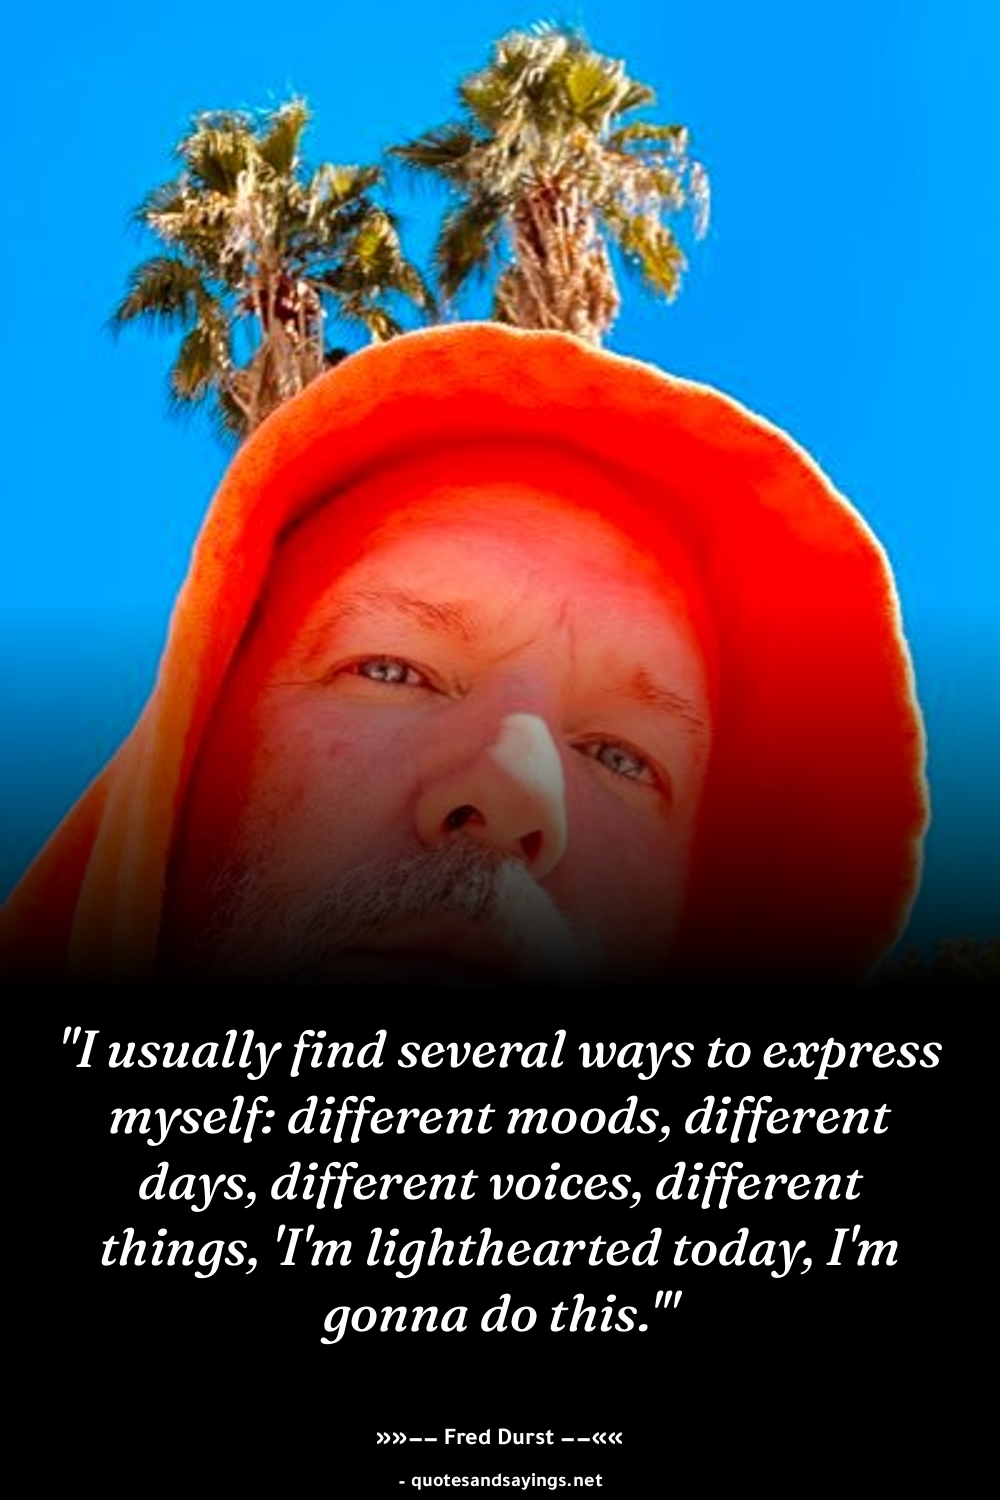 "I usually find several ways to express
myself: different moods, different
days, different voices, different
things, 'I'm lighthearted today, I'm
gonna do this.'"
»»–– Fred Durst ––««
- quotesandsayings.net